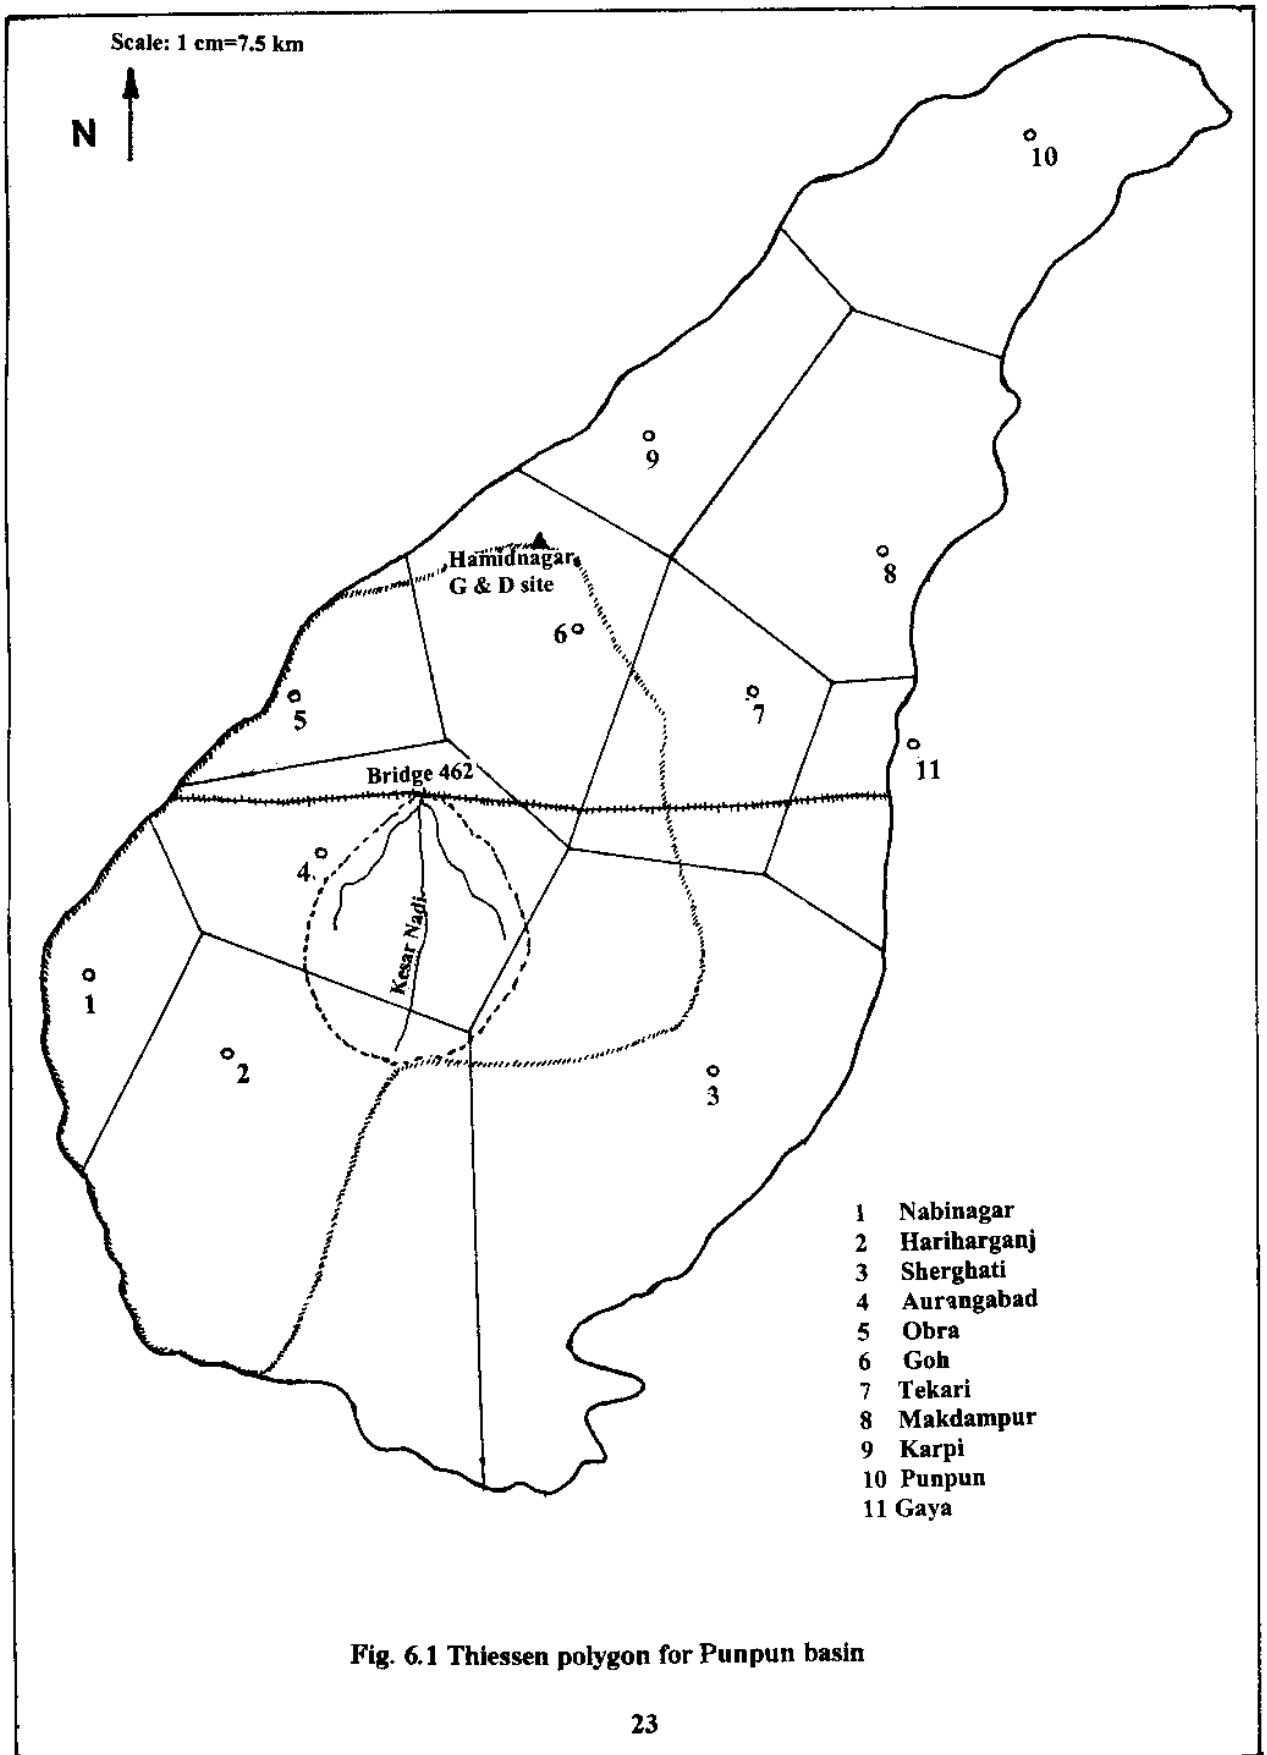 Scale: 1 cm=7.5 km
N
10
9
Hamidnagar
G & D site
8
6
7
5
11
Bridge 462
4
Kesar Nadi
1
2
3
1 Nabinagar
2 Hariharganj
3 Sherghati
4 Aurangabad
5 Obra
6 Goh
7 Tekari
8 Makdampur
9 Karpi
10 Punpun
11 Gaya
Fig. 6.1 Thiessen polygon for Punpun basin
23